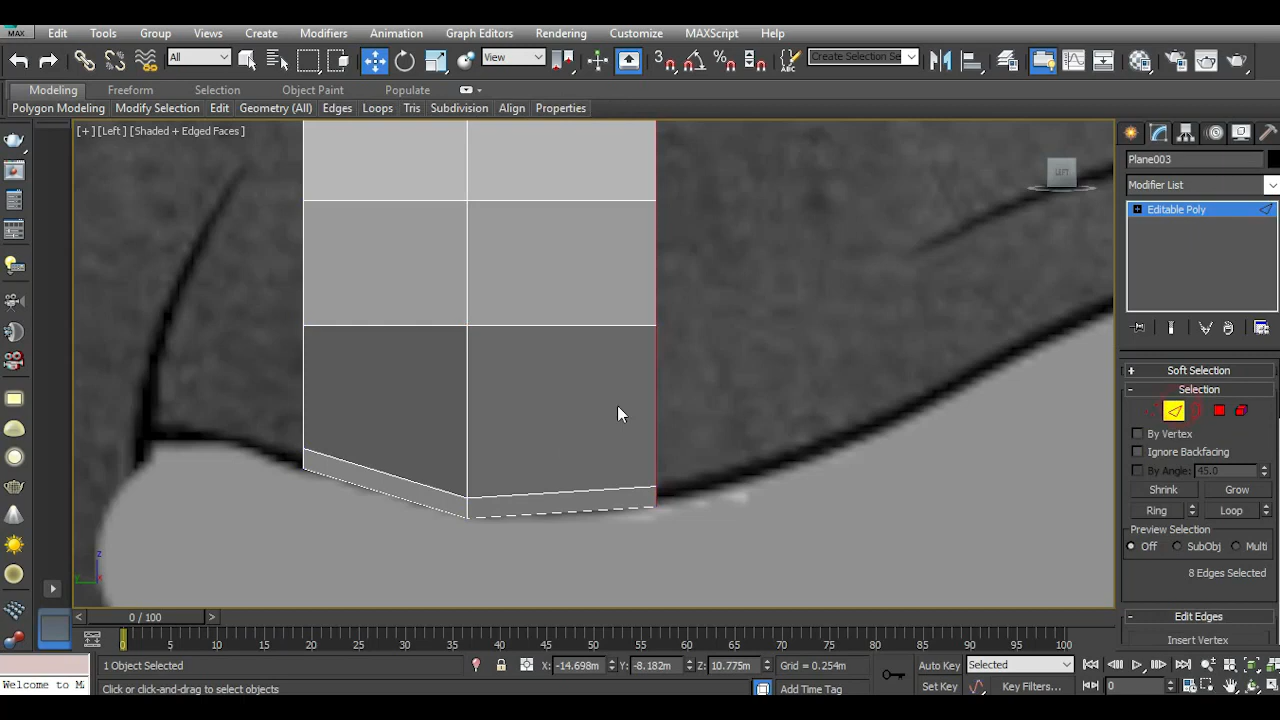 MAX Edit Tools Group Views Create Modifiers Animation Graph Editors Rendering Customize MAXScript Help
All View 3 Create Selection Se
Modeling Freeform Selection Object Paint Populate
Polygon Modeling Modify Selection Edit Geometry (All) Edges Loops Tris Subdivision Align Properties
[+] [Left] [Shaded + Edged Faces]
LEFT
Plane003
Modifier List
Editable Poly
Soft Selection
Selection
By Vertex
Ignore Backfacing
By Angle: 45.0
Shrink Grow
Ring Loop
Preview Selection
Off SubObj Multi
8 Edges Selected
Edit Edges
Insert Vertex
z
y x
< 0 / 100 >
0 5 10 15 20 25 30 35 40 45 50 55 60 65 70 75 80 85 90 95 100
1 Object Selected X: -14.698m Y: -8.182m Z: 10.775m Grid = 0.254m Auto Key Selected
Welcome to M Click or click-and-drag to select objects Add Time Tag Set Key Key Filters... 0